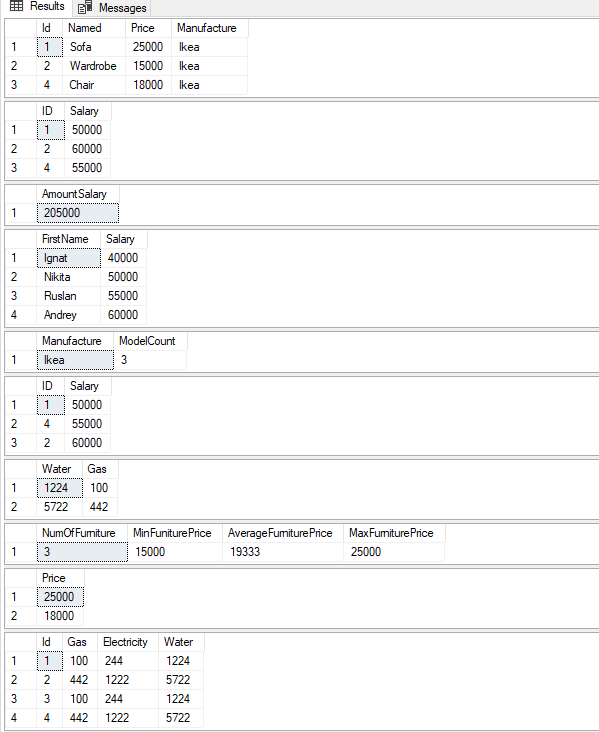 Results Messages
Id Named Price Manufacture
1 1 Sofa 25000 Ikea
2 2 Wardrobe 15000 Ikea
3 4 Chair 18000 Ikea
ID Salary
1 1 50000
2 2 60000
3 4 55000
AmountSalary
1 205000
FirstName Salary
1 Ignat 40000
2 Nikita 50000
3 Ruslan 55000
4 Andrey 60000
Manufacture ModelCount
1 Ikea 3
ID Salary
1 1 50000
2 4 55000
3 2 60000
Water Gas
1 1224 100
2 5722 442
NumOfFurniture MinFuniturePrice AverageFurniturePrice MaxFurniturePrice
1 3 15000 19333 25000
Price
1 25000
2 18000
Id Gas Electricity Water
1 1 100 244 1224
2 2 442 1222 5722
3 3 100 244 1224
4 4 442 1222 5722